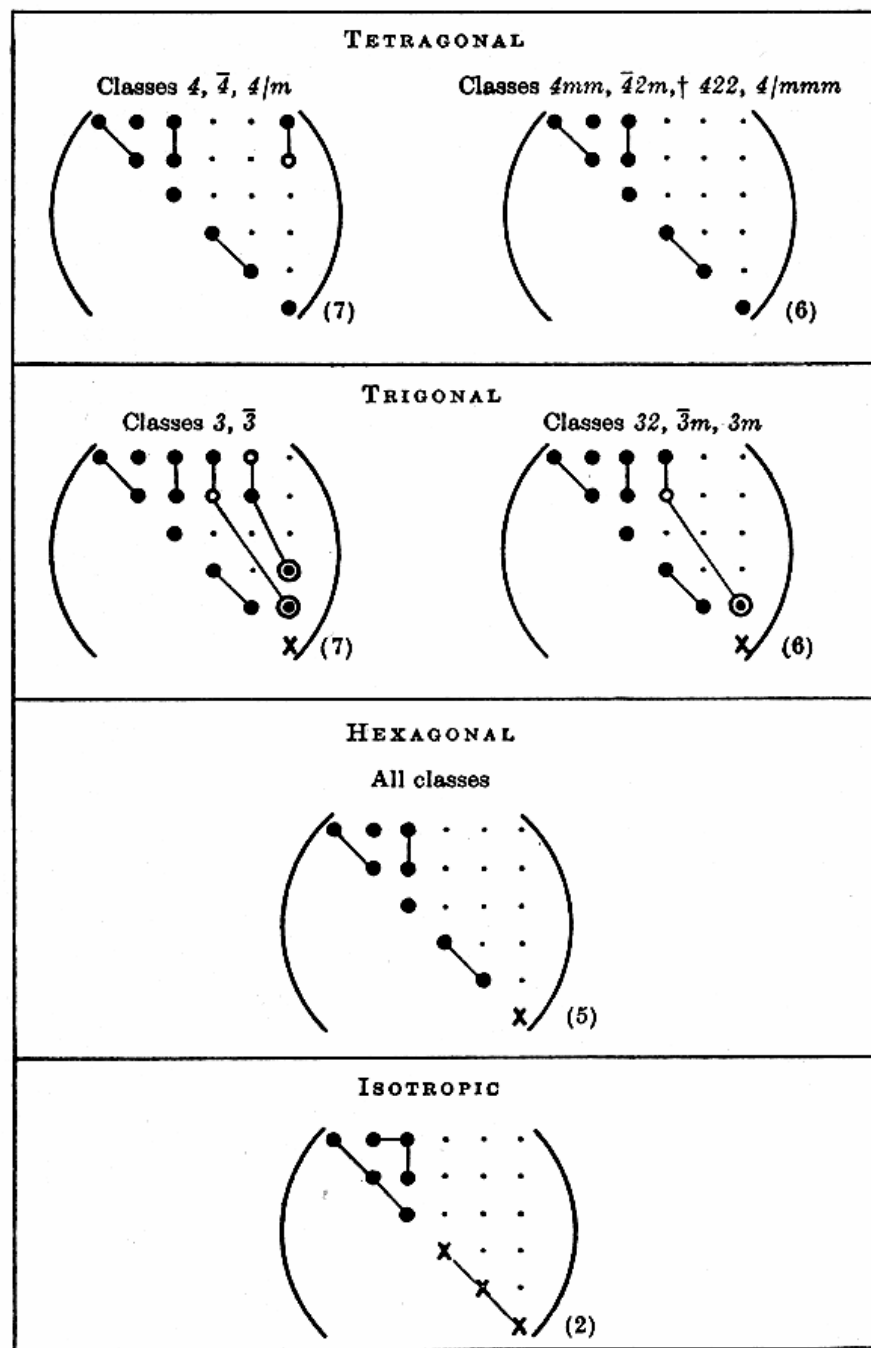 TETRAGONAL
Classes 4, 4̅, 4/m
Classes 4mm, 4̅2m,† 422, 4/mmm
(7)
(6)
TRIGONAL
Classes 3, 3̅
Classes 32, 3̅m, 3m
X (7)
X (6)
HEXAGONAL
All classes
X (5)
ISOTROPIC
X
X
X (2)